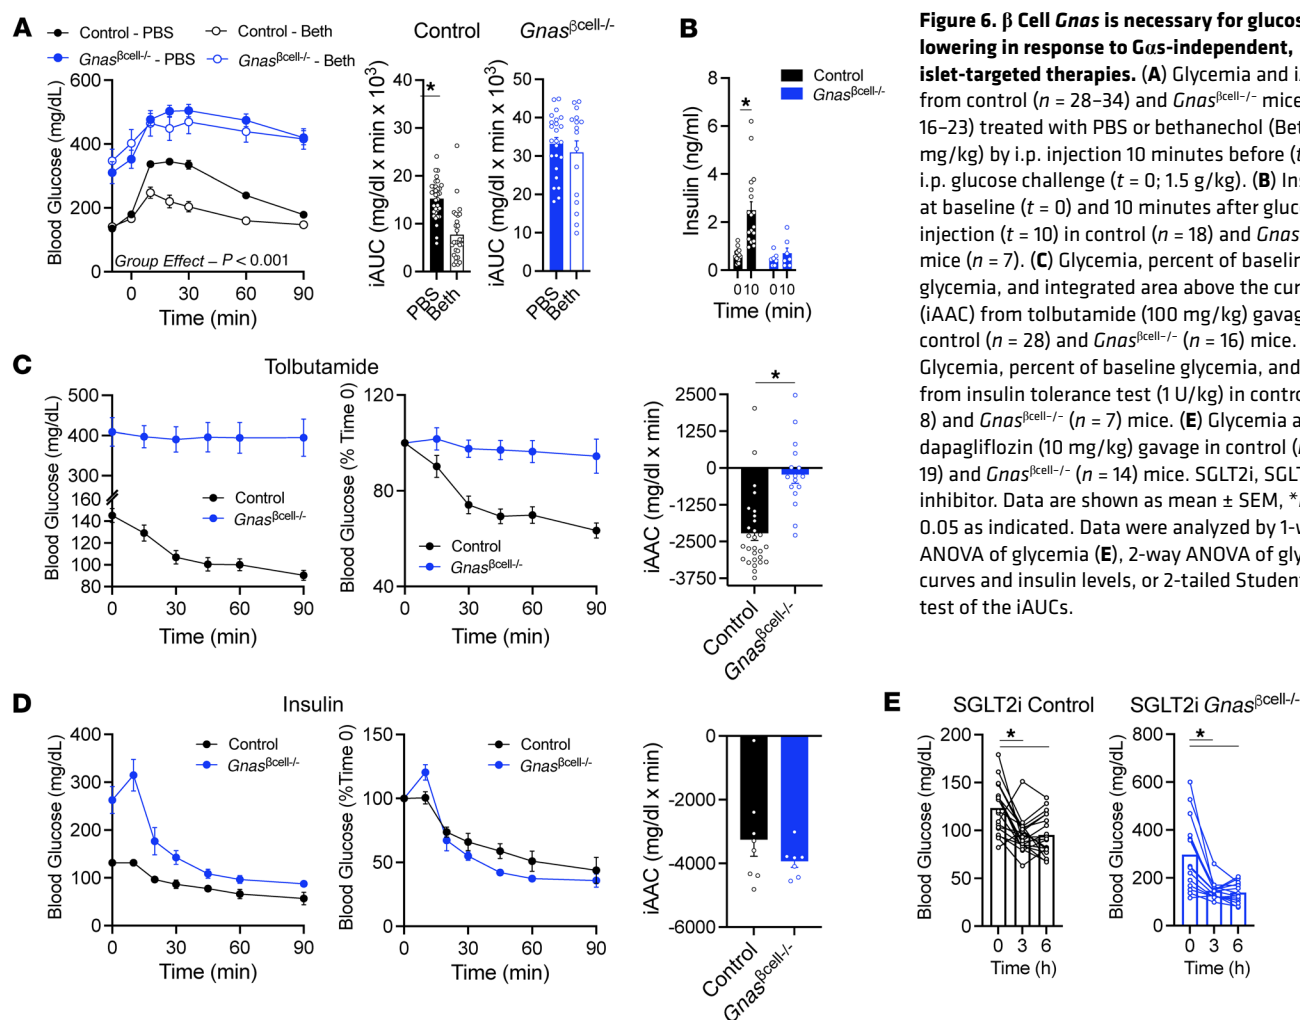 A
Control - PBS
Control - Beth
Gnasβcell-/- - PBS
Gnasβcell-/- - Beth
Blood Glucose (mg/dL)
600
400
200
0
Group Effect – P < 0.001
0 30 60 90
Time (min)
Control
iAUC (mg/dl x min x 10³)
40
30
20
10
0
*
PBS
Beth
Gnasβcell-/-
iAUC (mg/dl x min x 10³)
50
40
30
20
10
0
PBS
Beth
B
Control
Gnasβcell-/-
Insulin (ng/ml)
8
6
4
2
0
*
0 10 0 10
Time (min)
Figure 6. β Cell Gnas is necessary for glucos
lowering in response to Gαs-independent,
islet-targeted therapies. (A) Glycemia and i
from control (n = 28–34) and Gnasβcell−/− mice
16–23) treated with PBS or bethanechol (Bet
mg/kg) by i.p. injection 10 minutes before (t
i.p. glucose challenge (t = 0; 1.5 g/kg). (B) Ins
at baseline (t = 0) and 10 minutes after gluco
injection (t = 10) in control (n = 18) and Gnas
mice (n = 7). (C) Glycemia, percent of baselin
glycemia, and integrated area above the cur
(iAAC) from tolbutamide (100 mg/kg) gavag
control (n = 28) and Gnasβcell−/− (n = 16) mice.
Glycemia, percent of baseline glycemia, and
from insulin tolerance test (1 U/kg) in control
8) and Gnasβcell−/− (n = 7) mice. (E) Glycemia a
dapagliflozin (10 mg/kg) gavage in control (
19) and Gnasβcell−/− (n = 14) mice. SGLT2i, SGLT
inhibitor. Data are shown as mean ± SEM, *
0.05 as indicated. Data were analyzed by 1-w
ANOVA of glycemia (E), 2-way ANOVA of gly
curves and insulin levels, or 2-tailed Student
test of the iAUCs.
C
Tolbutamide
Blood Glucose (mg/dL)
500
400
300
160
140
120
100
80
Control
Gnasβcell-/-
0 30 60 90
Time (min)
Blood Glucose (% Time 0)
120
80
40
Control
Gnasβcell-/-
0 30 60 90
Time (min)
iAAC (mg/dl x min)
2500
1250
0
-1250
-2500
-3750
*
Control
Gnasβcell-/-
D
Insulin
Blood Glucose (mg/dL)
400
300
200
100
0
Control
Gnasβcell-/-
0 30 60 90
Time (min)
Blood Glucose (%Time 0)
150
100
50
0
Control
Gnasβcell-/-
0 30 60 90
Time (min)
iAAC (mg/dl x min)
0
-2000
-4000
-6000
Control
Gnasβcell-/-
E
SGLT2i Control
Blood Glucose (mg/dL)
200
150
100
50
0
*
0 3 6
Time (h)
SGLT2i Gnasβcell-/-
Blood Glucose (mg/dL)
800
600
400
200
0
*
0 3 6
Time (h)